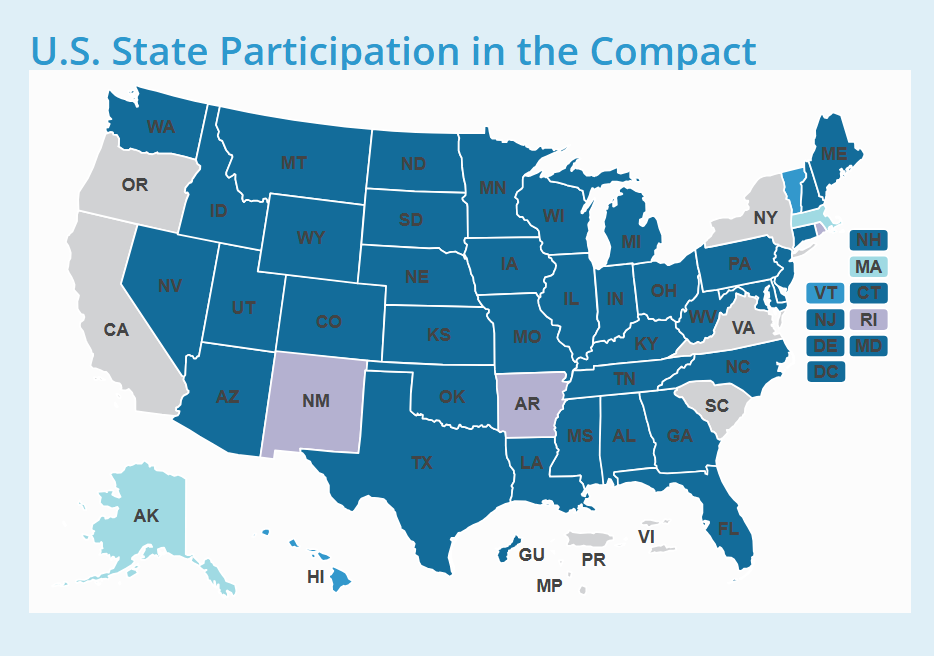 U.S. State Participation in the Compact
WA
MT
ND
MN
ME
OR
ID
SD
WI
NY
WY
MI
NH
IA
PA
MA
NV
NE
UT
IL
IN
OH
VT
CT
CO
WV
NJ
RI
CA
KS
MO
KY
VA
DE
MD
NC
DC
AZ
NM
OK
AR
TN
SC
TX
LA
MS
AL
GA
AK
FL
HI
GU
PR
VI
MP